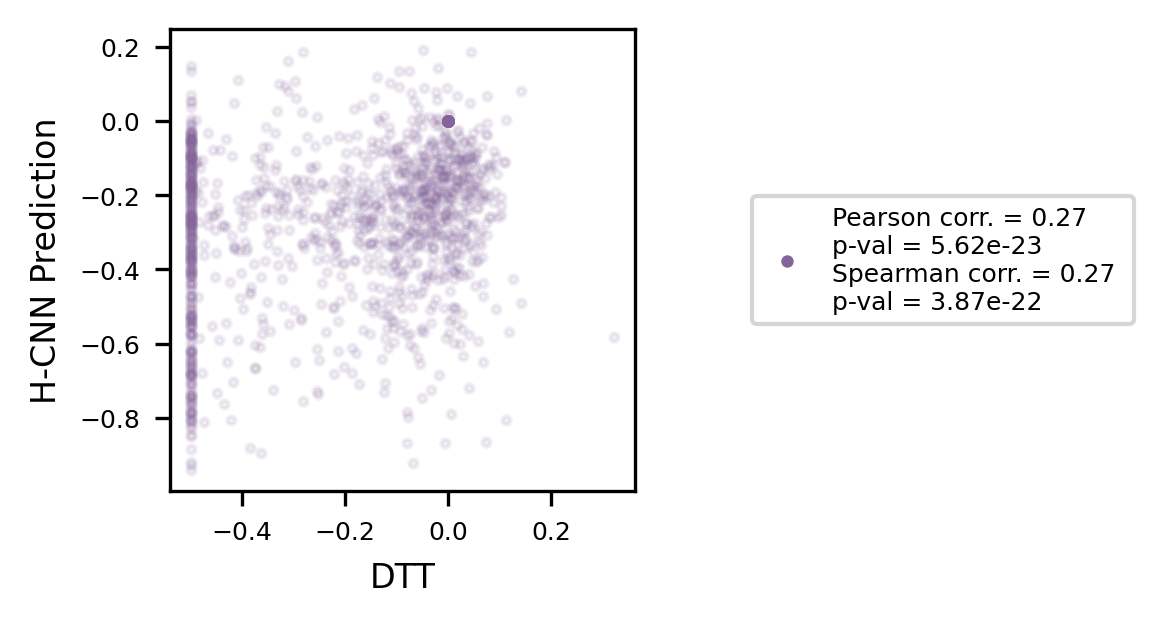 0.2
0.0
−0.2
−0.4
−0.6
−0.8
H-CNN Prediction
−0.4
−0.2
0.0
0.2
DTT
Pearson corr. = 0.27
p-val = 5.62e-23
Spearman corr. = 0.27
p-val = 3.87e-22